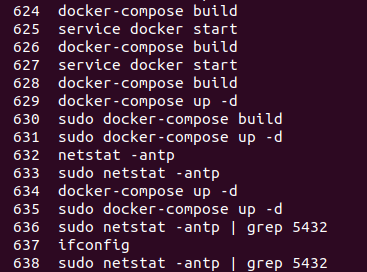 624 docker-compose build
625 service docker start
626 docker-compose build
627 service docker start
628 docker-compose build
629 docker-compose up -d
630 sudo docker-compose build
631 sudo docker-compose up -d
632 netstat -antp
633 sudo netstat -antp
634 docker-compose up -d
635 sudo docker-compose up -d
636 sudo netstat -antp | grep 5432
637 ifconfig
638 sudo netstat -antp | grep 5432